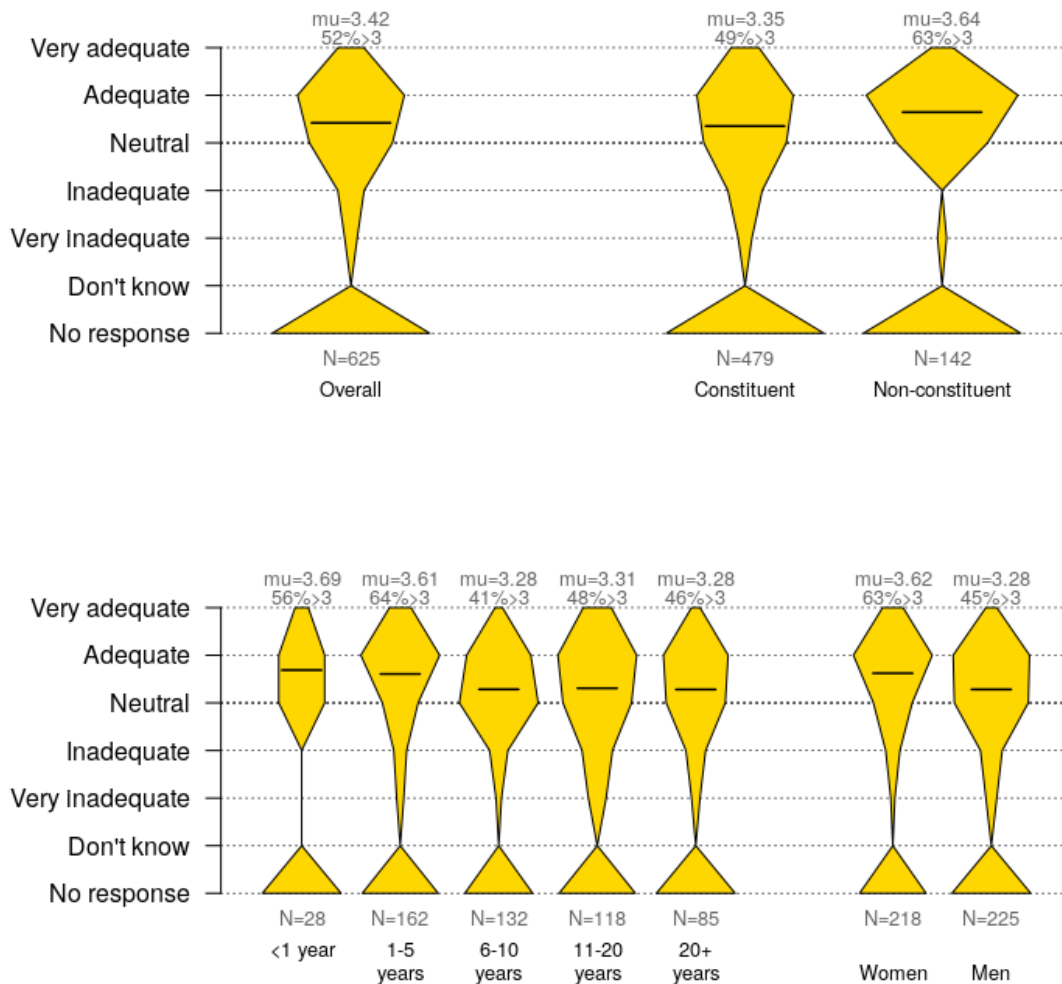 mu=3.42 mu=3.35 mu=3.64
52%>3 49%>3 63%>3
Very adequate
Adequate
Neutral
Inadequate
Very inadequate
Don't know
No response
N=625 N=479 N=142
Overall Constituent Non-constituent
mu=3.69 mu=3.61 mu=3.28 mu=3.31 mu=3.28 mu=3.62 mu=3.28
56%>3 64%>3 41%>3 48%>3 46%>3 63%>3 45%>3
Very adequate
Adequate
Neutral
Inadequate
Very inadequate
Don't know
No response
N=28 N=162 N=132 N=118 N=85 N=218 N=225
<1 year 1-5 6-10 11-20 20+
years years years years Women Men